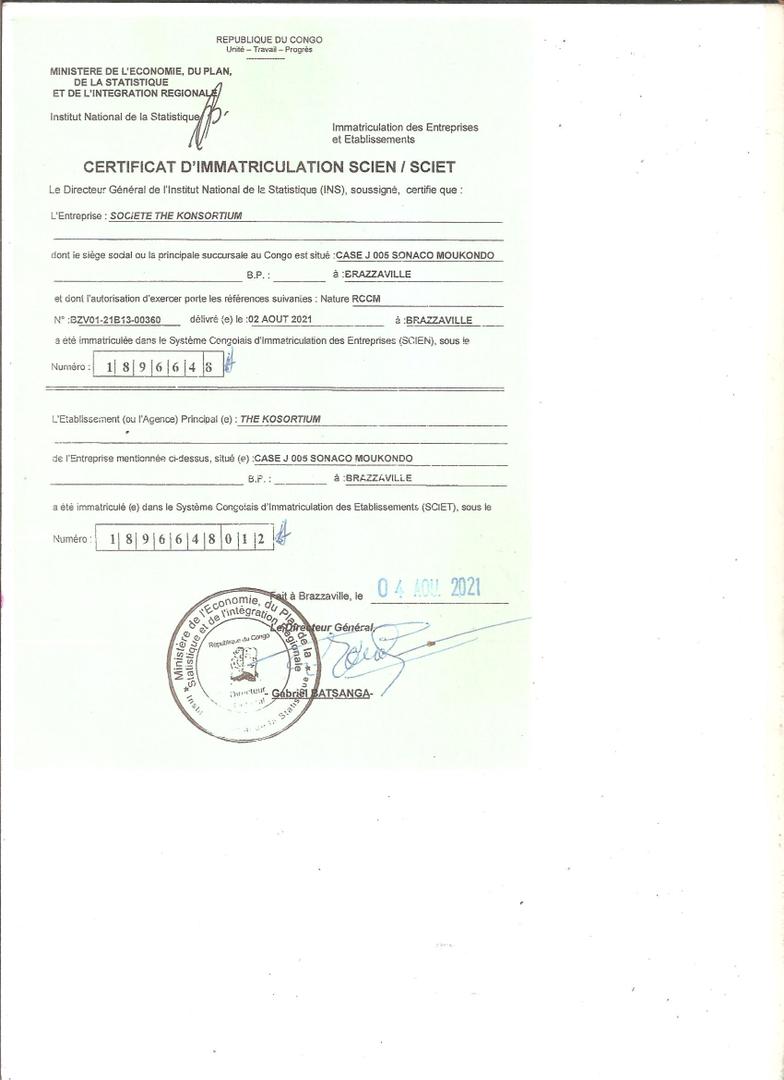 REPUBLIQUE DU CONGO
Unité – Travail – Progrès
MINISTERE DE L'ECONOMIE, DU PLAN,
DE LA STATISTIQUE
ET DE L'INTEGRATION REGIONALE
Institut National de la Statistique
Immatriculation des Entreprises
et Etablissements
CERTIFICAT D'IMMATRICULATION SCIEN / SCIET
Le Directeur Général de l'Institut National de la Statistique (INS), soussigné, certifie que :
L'Entreprise : SOCIETE THE KONSORTIUM
dont le siège social ou la principale succursale au Congo est situé :CASE J 005 SONACO MOUKONDO
B.P. : à :BRAZZAVILLE
et dont l'autorisation d'exercer porte les références suivantes : Nature RCCM
N° :BZV01-21B13-00360 délivré (e) le :02 AOUT 2021 à :BRAZZAVILLE
a été immatriculée dans le Système Congolais d'Immatriculation des Entreprises (SCIEN), sous le
Numéro : 1 8 9 6 6 4 8
L'Etablissement (ou l'Agence) Principal (e) : THE KOSORTIUM
de l'Entreprise mentionnée ci-dessus, situé (e) :CASE J 005 SONACO MOUKONDO
B.P. : à :BRAZZAVILLE
a été immatriculé (e) dans le Système Congolais d'Immatriculation des Etablissements (SCIET), sous le
Numéro : 1 8 9 6 6 4 8 0 1 2
Fait à Brazzaville, le 04 AOU. 2021
Le Directeur Général,
- Gabriel BATSANGA-
Ministère de l'Economie, du Plan, de la
Statistique et de l'intégration Régionale
République du Congo
Directeur
de la Statistique